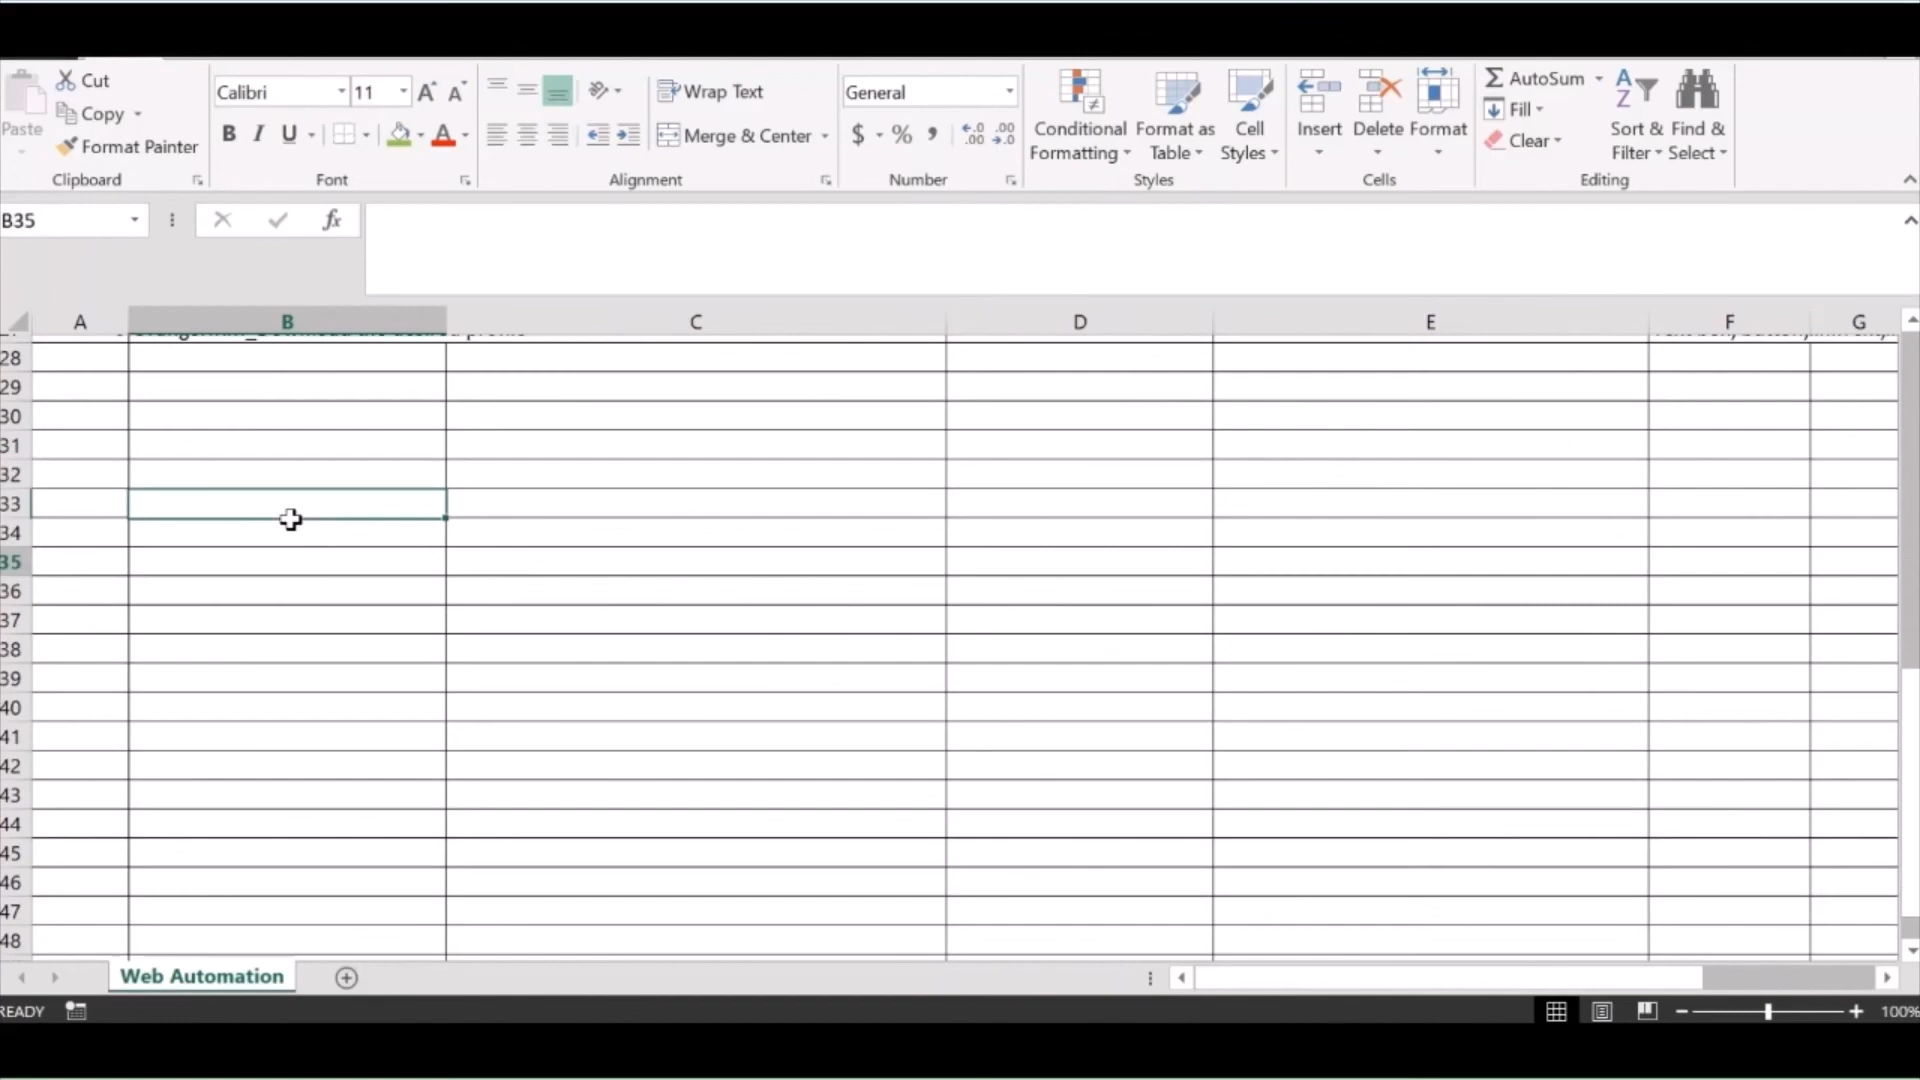 Cut
Calibri
11
Wrap Text
General
AutoSum
Copy
Fill
Paste
Conditional Formatting
Format as Table
Cell Styles
Insert
Delete
Format
Sort & Filter
Find & Select
Format Painter
B I U
Merge & Center
$ % ,
Clear
Clipboard
Font
Alignment
Number
Styles
Cells
Editing
B35
fx
A B C D E F G
28
29
30
31
32
33
34
35
36
37
38
39
40
41
42
43
44
45
46
47
48
Web Automation
READY
100%